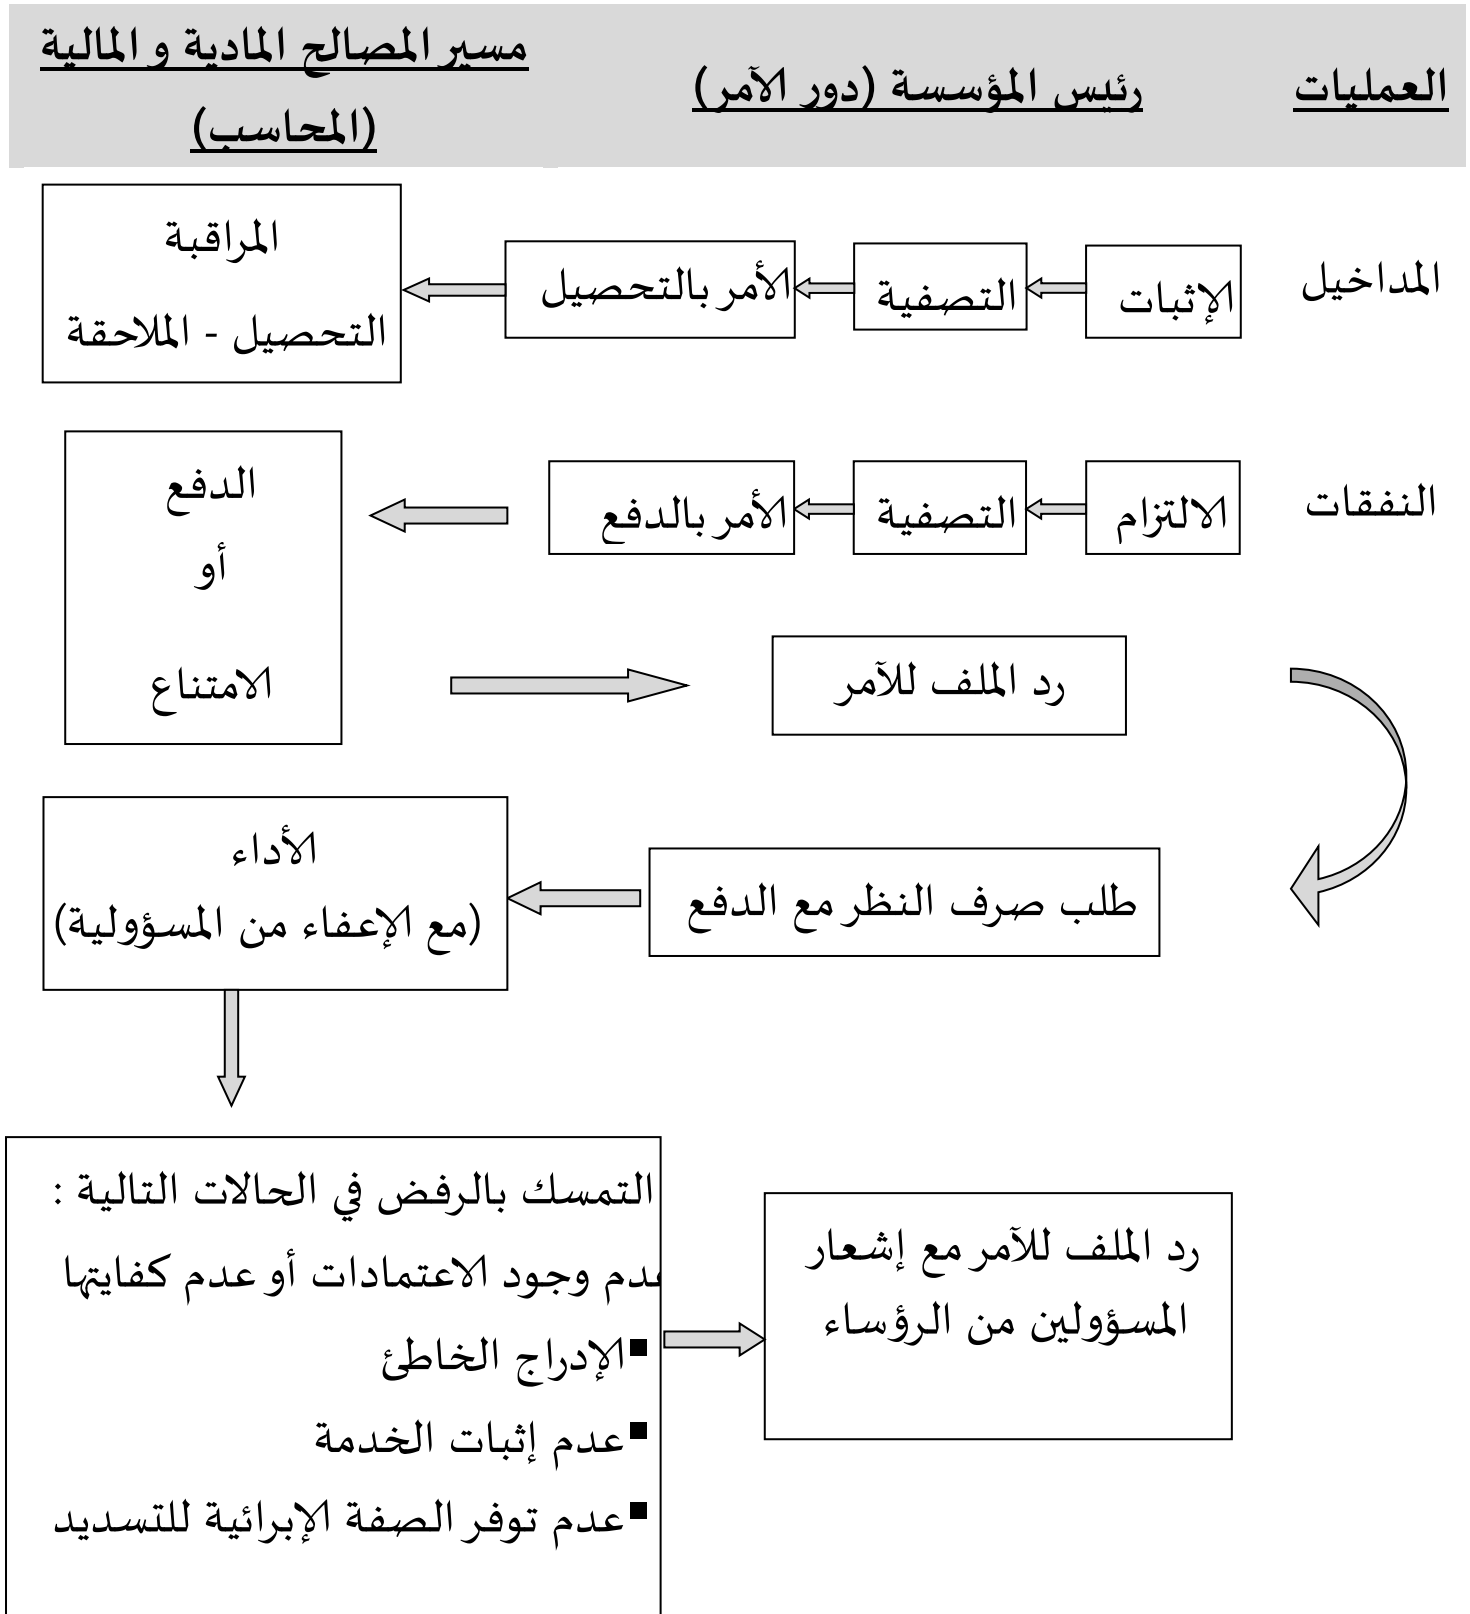 العمليات
رئيس المؤسسة (دور الآمر)
مسير المصالح المادية و المالية
(المحاسب)
المداخيل
الإثبات
التصفية
الأمر بالتحصيل
المراقبة
التحصيل - الملاحقة
النفقات
الالتزام
التصفية
الأمر بالدفع
الدفع
أو
الامتناع
رد الملف للآمر
طلب صرف النظر مع الدفع
الأداء
(مع الإعفاء من المسؤولية)
التمسك بالرفض في الحالات التالية :
عدم وجود الاعتمادات أو عدم كفايتها
▪الإدراج الخاطئ
▪عدم إثبات الخدمة
▪عدم توفر الصفة الإبرائية للتسديد
رد الملف للآمر مع إشعار
المسؤولين من الرؤساء